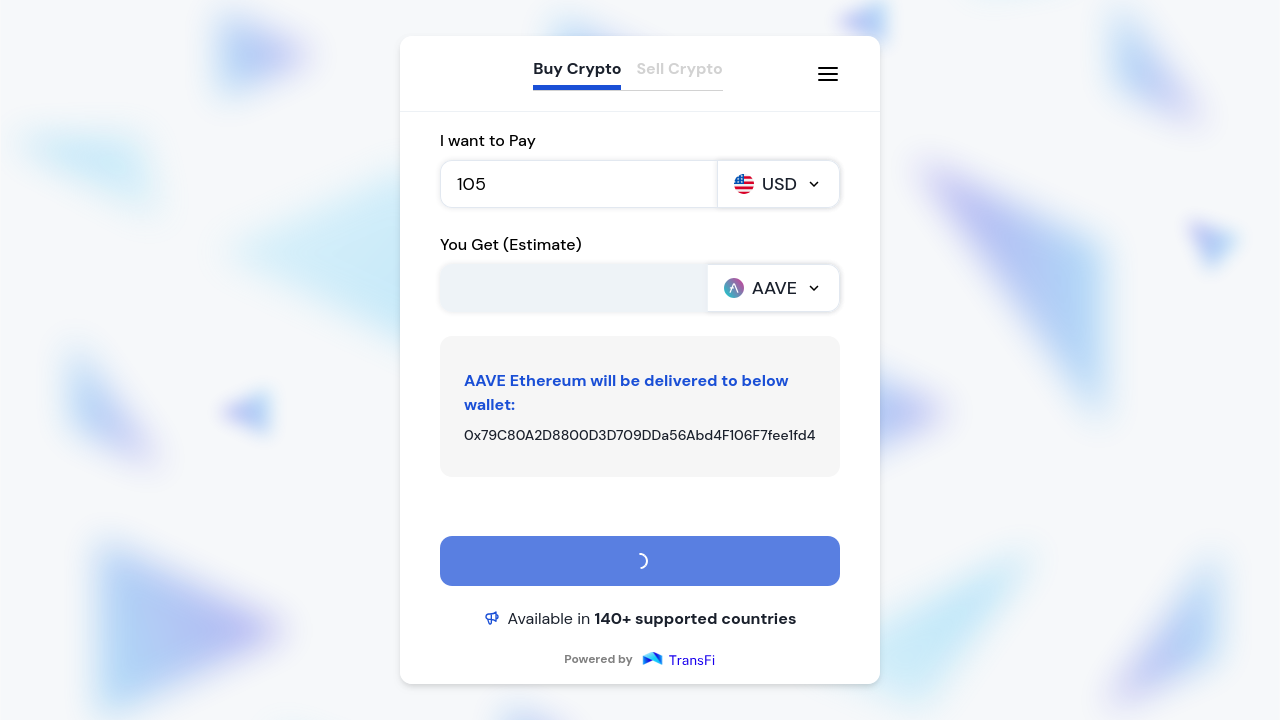 Buy Crypto Sell Crypto
I want to Pay
105 USD
You Get (Estimate)
AAVE
AAVE Ethereum will be delivered to below
wallet:
0x79C80A2D8800D3D709DDa56Abd4F106F7fee1fd4
Available in 140+ supported countries
Powered by TransFi